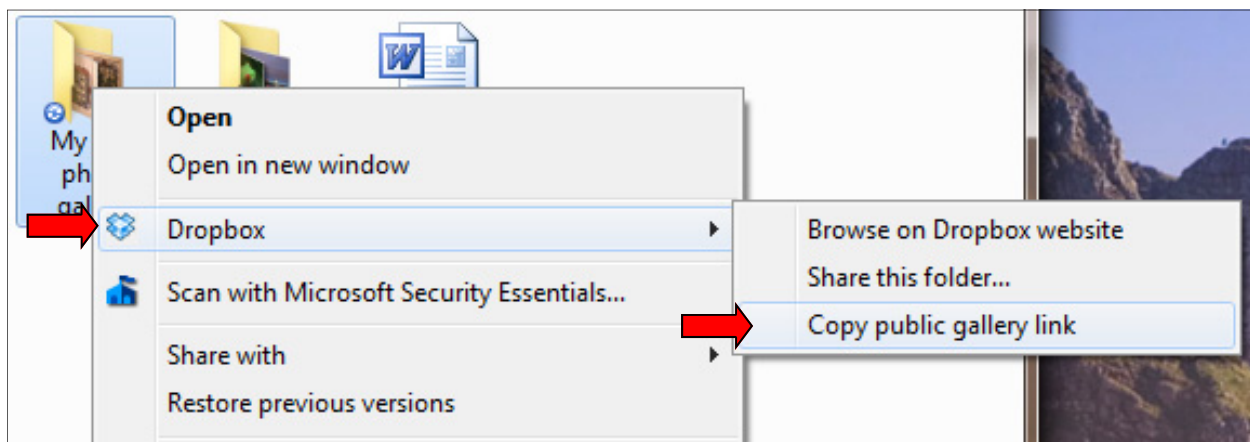 My
ph
gal
Open
Open in new window
Dropbox
Scan with Microsoft Security Essentials...
Share with
Restore previous versions
Browse on Dropbox website
Share this folder...
Copy public gallery link